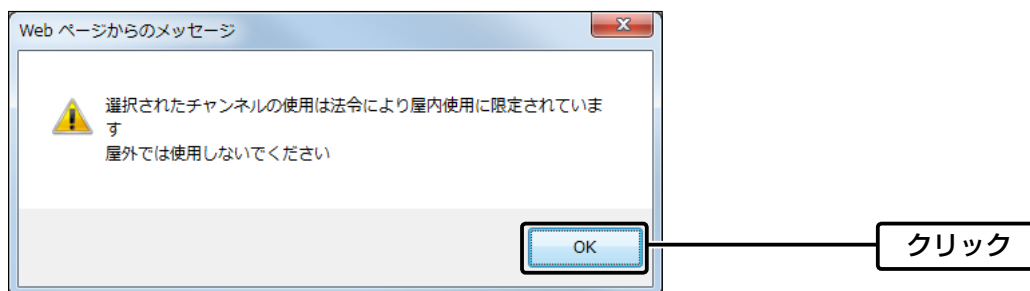 Web ページからのメッセージ
選択されたチャンネルの使用は法令により屋内使用に限定されていま
す
屋外では使用しないでください
OK
クリック